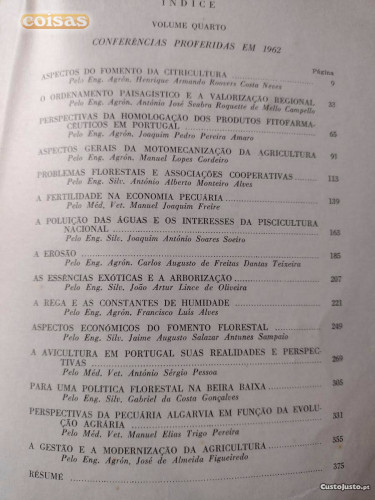 ÍNDICE
coisas
VOLUME QUARTO
CONFERÊNCIAS PROFERIDAS EM 1962
Página
ASPECTOS DO FOMENTO DA CITRICULTURA 9
Pelo Eng. Agrón. Henrique Armando Roncers Costa Neves
O ORDENAMENTO PAISAGÍSTICO E A VALORIZAÇÃO REGIONAL 31
Pelo Eng. Agrón. António José Seabra Roquette de Mello Campello
PERSPECTIVAS DA HOMOLOGAÇÃO DOS PRODUTOS FITOFARMA-
CÊUTICOS EM PORTUGAL 65
Pelo Eng. Agrón. Joaquim Pedro Pereira Amaro
ASPECTOS GERAIS DA MOTOMECANIZAÇÃO DA AGRICULTURA 91
Pelo Eng. Agrón. Manuel Lopes Cordeiro
PROBLEMAS FLORESTAIS E ASSOCIAÇÕES COOPERATIVAS 113
Pelo Eng. Silv. António Alberto Monteiro Alves
A FERTILIDADE NA ECONOMIA PECUÁRIA 139
Pelo Méd. Vet. Manuel Joaquim Freire
A POLUIÇÃO DAS ÁGUAS E OS INTERESSES DA PISCICULTURA
NACIONAL 163
Pelo Eng. Silv. Joaquim António Soares Soeiro
A EROSÃO 185
Pelo Eng. Agrón. Carlos Augusto de Freitas Dantas Teixeira
AS ESSÊNCIAS EXÓTICAS E A ARBORIZAÇÃO 207
Pelo Eng. Silv. João Artur Lince de Oliveira
A REGA E AS CONSTANTES DE HUMIDADE 221
Pelo Eng. Agrón. Francisco Luís Alves
ASPECTOS ECONÓMICOS DO FOMENTO FLORESTAL 249
Pelo Eng. Silv. Jaime Augusto Salazar Antunes Sampaio
A AVICULTURA EM PORTUGAL SUAS REALIDADES E PERSPEC-
TIVAS 269
Pelo Méd. Vet. António Sérgio Pessoa
PARA UMA POLÍTICA FLORESTAL NA BEIRA BAIXA 305
Pelo Eng. Silv. Gabriel da Costa Gonçalves
PERSPECTIVAS DA PECUÁRIA ALGARVIA EM FUNÇÃO DA EVOLU-
ÇÃO AGRÁRIA 331
Pelo Méd. Vet. Manuel Elias Trigo Pereira
A GESTÃO E A MODERNIZAÇÃO DA AGRICULTURA 355
Pelo Eng. Agrón. José de Almeida Figueiredo
RÉSUMÉ 375
CustoJusto.pt